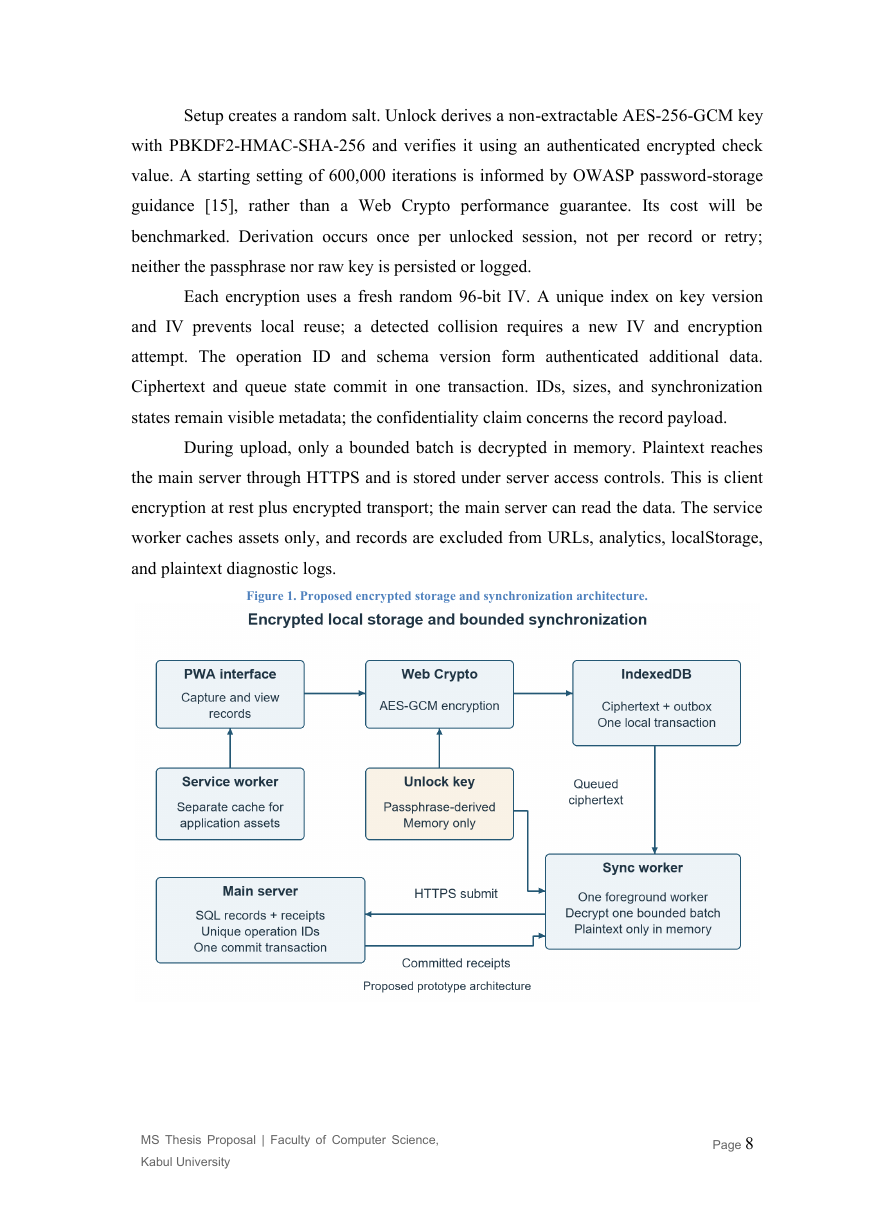 Setup creates a random salt. Unlock derives a non-extractable AES-256-GCM key
with PBKDF2-HMAC-SHA-256 and verifies it using an authenticated encrypted check
value. A starting setting of 600,000 iterations is informed by OWASP password-storage
guidance [15], rather than a Web Crypto performance guarantee. Its cost will be
benchmarked. Derivation occurs once per unlocked session, not per record or retry;
neither the passphrase nor raw key is persisted or logged.
Each encryption uses a fresh random 96-bit IV. A unique index on key version
and IV prevents local reuse; a detected collision requires a new IV and encryption
attempt. The operation ID and schema version form authenticated additional data.
Ciphertext and queue state commit in one transaction. IDs, sizes, and synchronization
states remain visible metadata; the confidentiality claim concerns the record payload.
During upload, only a bounded batch is decrypted in memory. Plaintext reaches
the main server through HTTPS and is stored under server access controls. This is client
encryption at rest plus encrypted transport; the main server can read the data. The service
worker caches assets only, and records are excluded from URLs, analytics, localStorage,
and plaintext diagnostic logs.
Figure 1. Proposed encrypted storage and synchronization architecture.
Encrypted local storage and bounded synchronization
PWA interface
Capture and view
records
Web Crypto
AES-GCM encryption
IndexedDB
Ciphertext + outbox
One local transaction
Service worker
Separate cache for
application assets
Unlock key
Passphrase-derived
Memory only
Queued
ciphertext
Main server
SQL records + receipts
Unique operation IDs
One commit transaction
HTTPS submit
Sync worker
One foreground worker
Decrypt one bounded batch
Plaintext only in memory
Committed receipts
Proposed prototype architecture
MS Thesis Proposal | Faculty of Computer Science,
Kabul University
Page 8